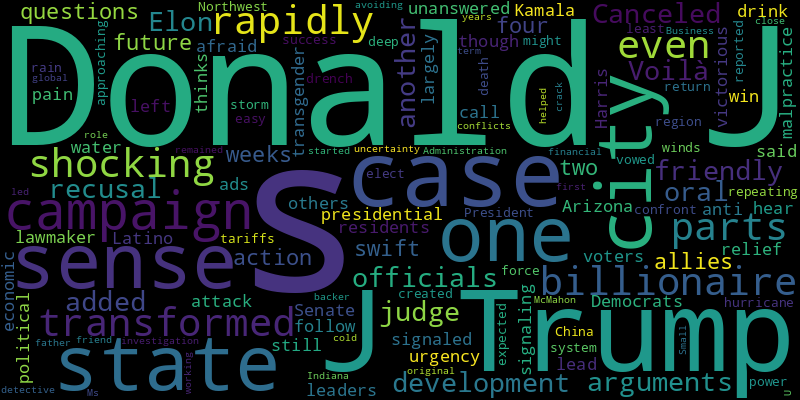 questions
Elon
Northwest
rapidly
unanswered
Kamala
four
Canceled
drink
avoiding
Donald J
approaching
future
afraid
success
years
deep
another
largely
though
might
term
close
least
Business
even
Voilà
reported
victorious
malpractice
rain
global
pain
left
thinks
transgender
storm
easy
drench
death
call
helped
crack
conflicts
Harris
return
win
city
region
role
water
remained
weeks
started
uncertainty
Administration
financial
vowed
winds
said
shocking
recusal
ads
others
S
case
elect
first
two
friendly
oral
anti
hear
repeating
led
campaign
Latino
lawmaker
tariffs
presidential
residents
President
one
Arizona
confront
parts
relief
sense
action
swift
voters
allies
economic
added
attack
officials
force
billionaire
transformed
Senate
created
backer
judge
J
Trump
McMahon
Democrats
hurricane
political
father
friend
investigation
still
follow
cold
signaled
urgency
expected
signaling
China
system
Small
state
working
Indiana
leaders
original
development
lead
arguments
power
detective
Ms
U